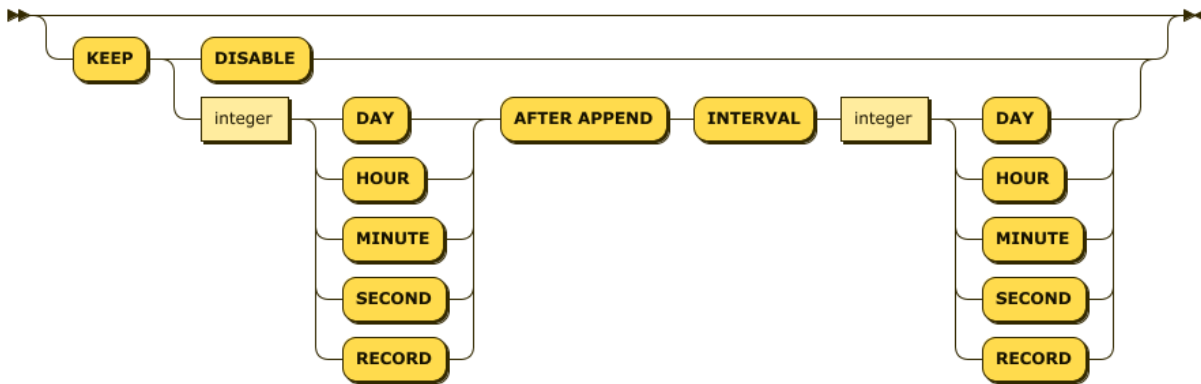 KEEP DISABLE
integer DAY AFTER APPEND INTERVAL integer DAY
HOUR HOUR
MINUTE MINUTE
SECOND SECOND
RECORD RECORD